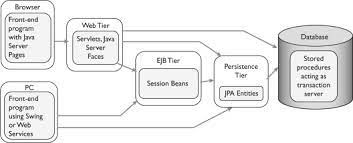 Browser
Front-end
program
with Java
Server
Pages
Web Tier
Servlets, Java
Server
Faces
EJB Tier
Session Beans
Persistence
Tier
JPA Entities
Database
Stored
procedures
acting as
transaction
server
PC
Front-end
program
using Swing
or Web
Services